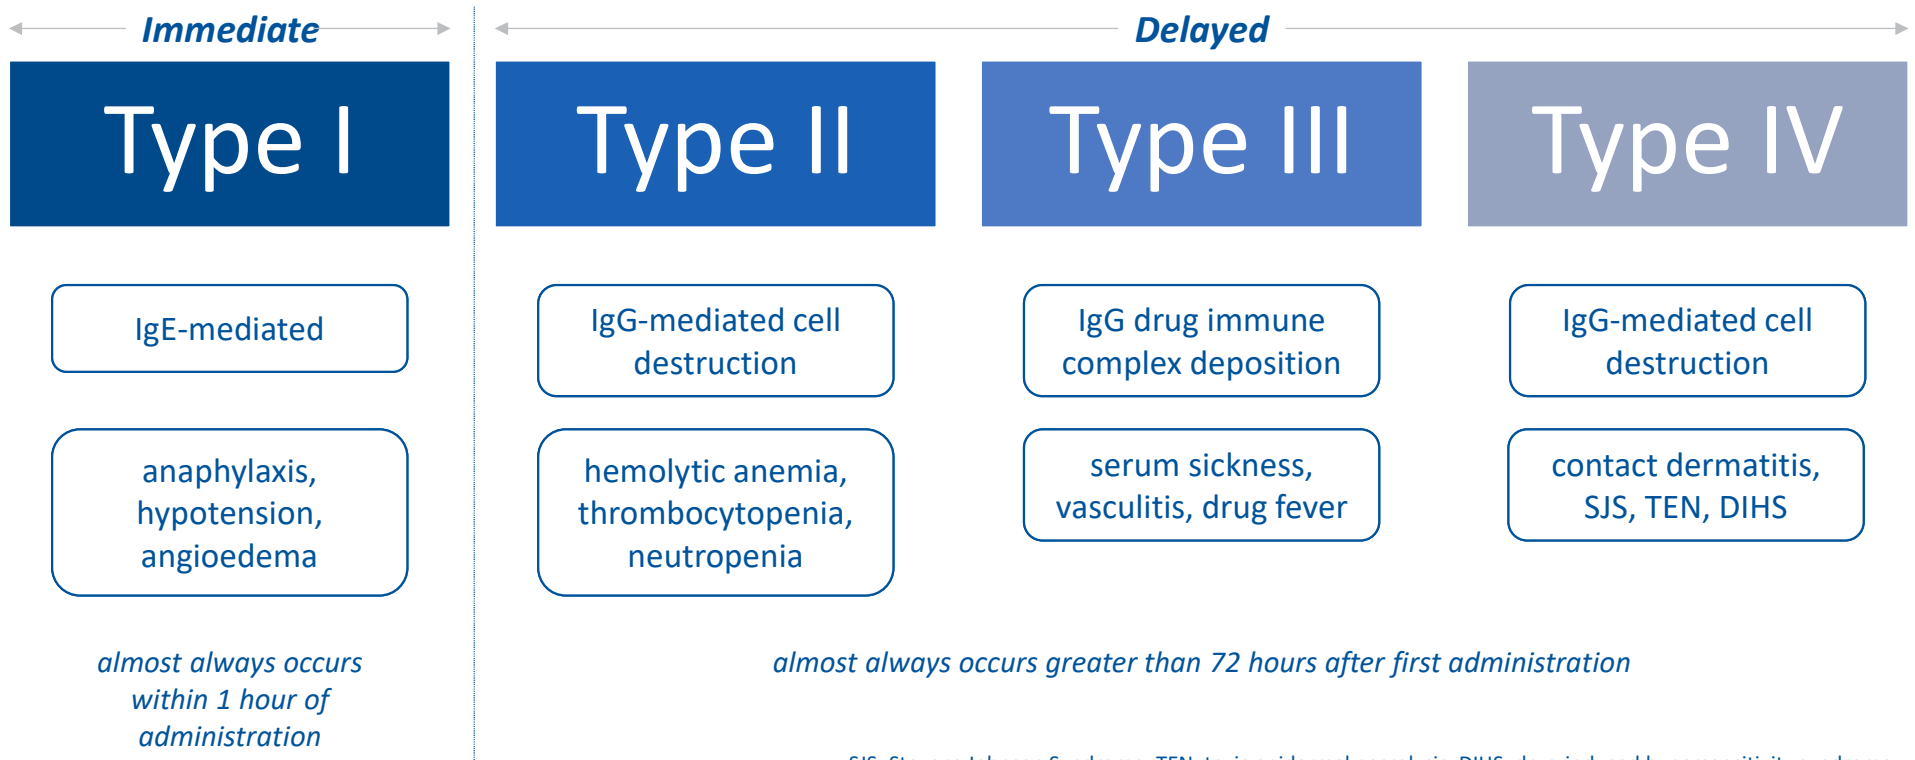 Immediate
Delayed
Type I
Type II
Type III
Type IV
IgE-mediated
IgG-mediated cell
destruction
IgG drug immune
complex deposition
IgG-mediated cell
destruction
anaphylaxis,
hypotension,
angioedema
hemolytic anemia,
thrombocytopenia,
neutropenia
serum sickness,
vasculitis, drug fever
contact dermatitis,
SJS, TEN, DIHS
almost always occurs
within 1 hour of
administration
almost always occurs greater than 72 hours after first administration